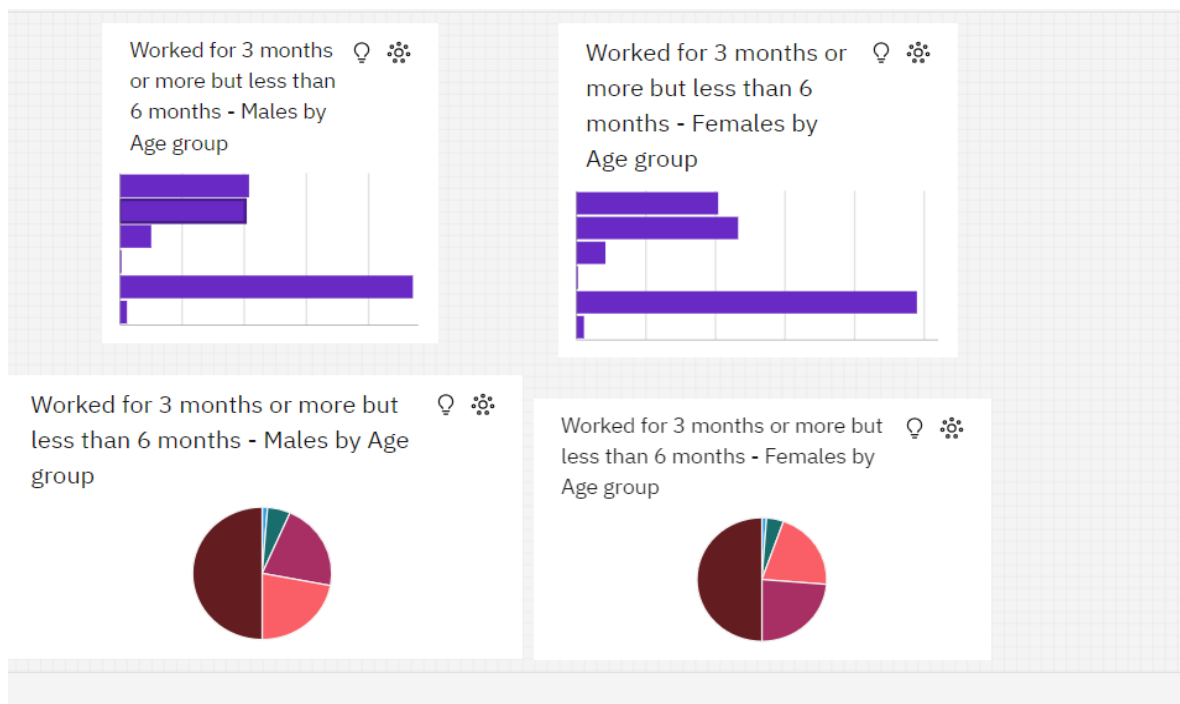 Worked for 3 months
or more but less than
6 months - Males by
Age group
Worked for 3 months or
more but less than 6
months - Females by
Age group
Worked for 3 months or more but
less than 6 months - Males by Age
group
Worked for 3 months or more but
less than 6 months - Females by
Age group